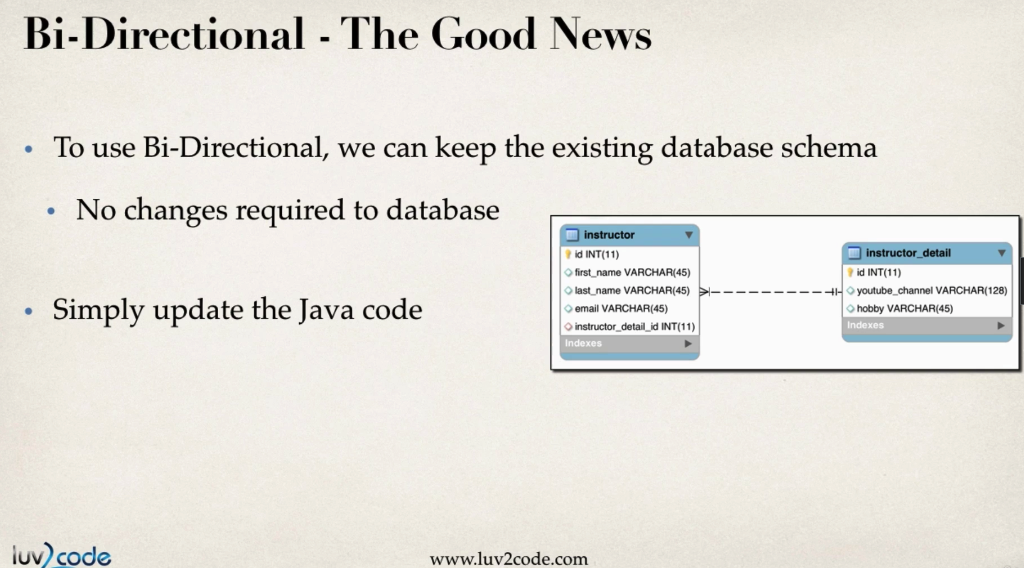 Bi-Directional - The Good News
• To use Bi-Directional, we can keep the existing database schema
• No changes required to database
• Simply update the Java code
instructor
id INT(11)
first_name VARCHAR(45)
last_name VARCHAR(45)
email VARCHAR(45)
instructor_detail_id INT(11)
Indexes
instructor_detail
id INT(11)
youtube_channel VARCHAR(128)
hobby VARCHAR(45)
Indexes
luv2code
www.luv2code.com